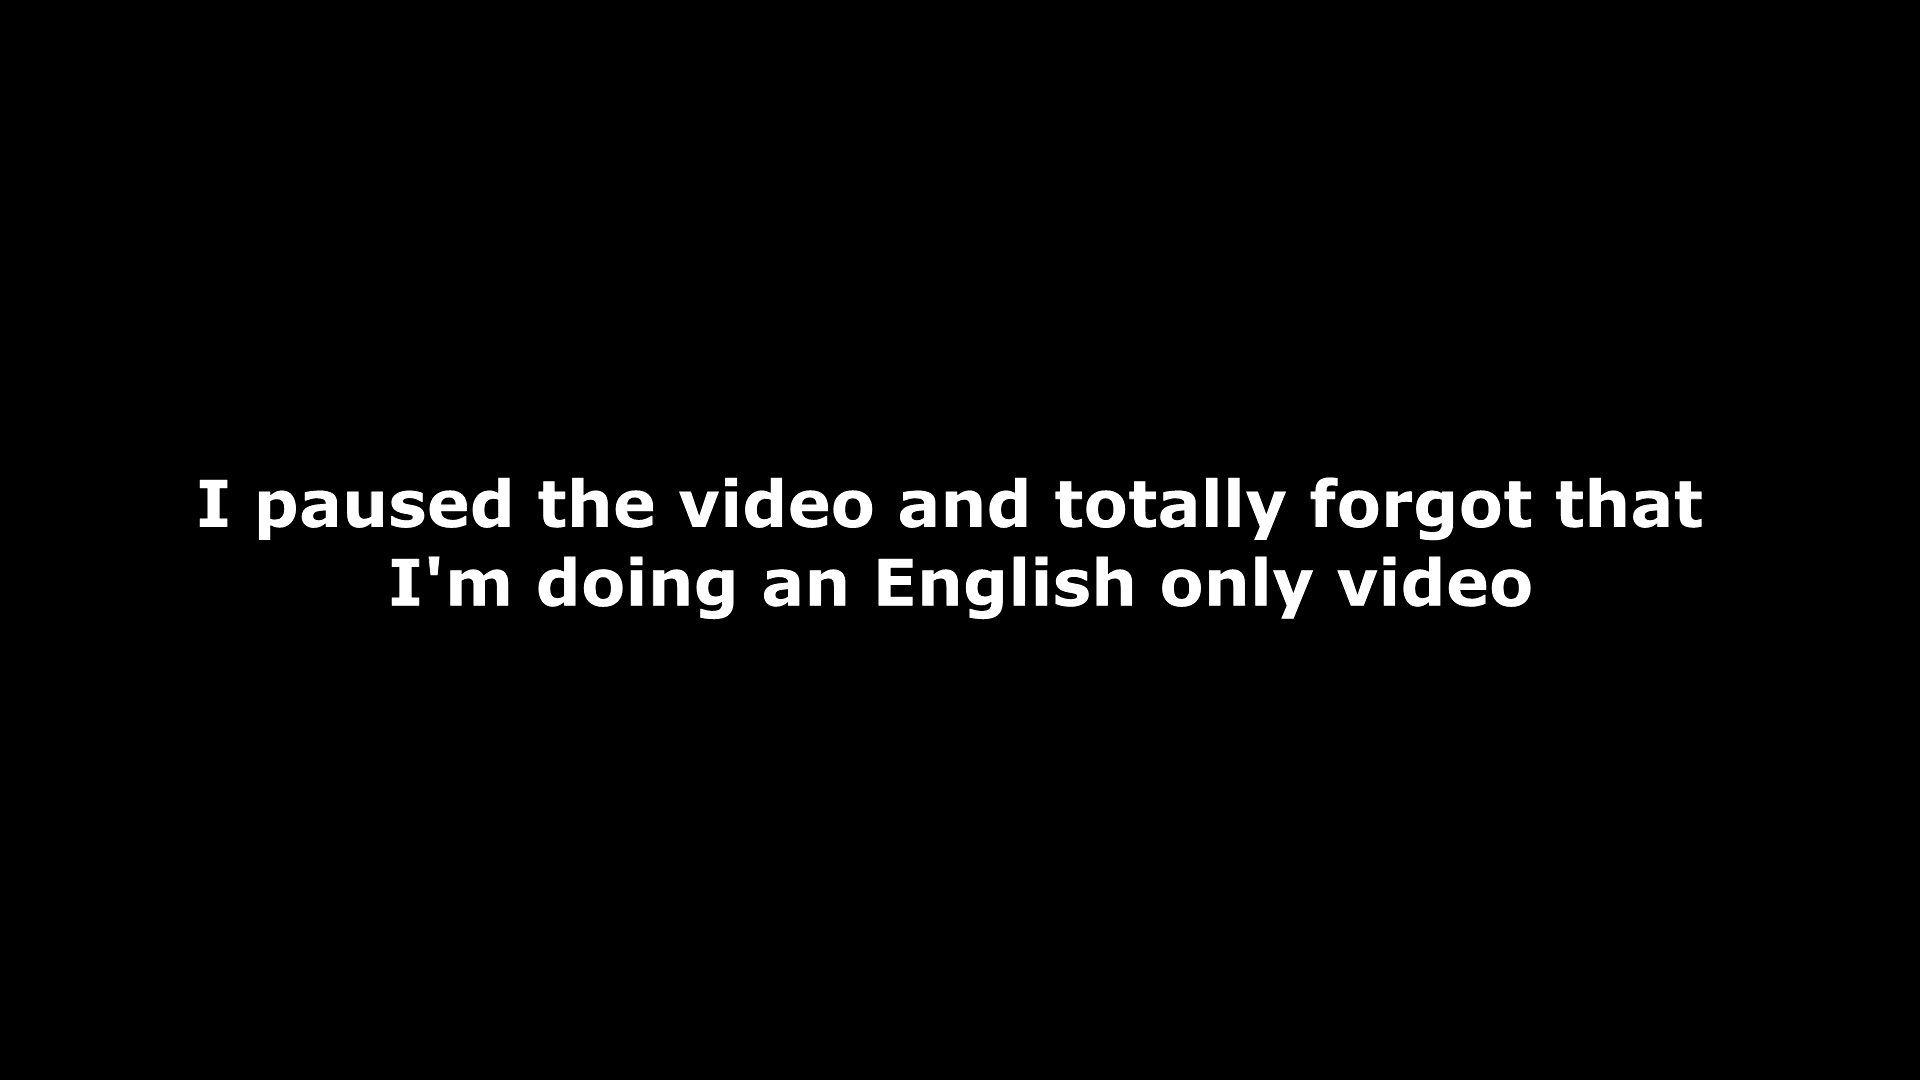 I paused the video and totally forgot that
I'm doing an English only video